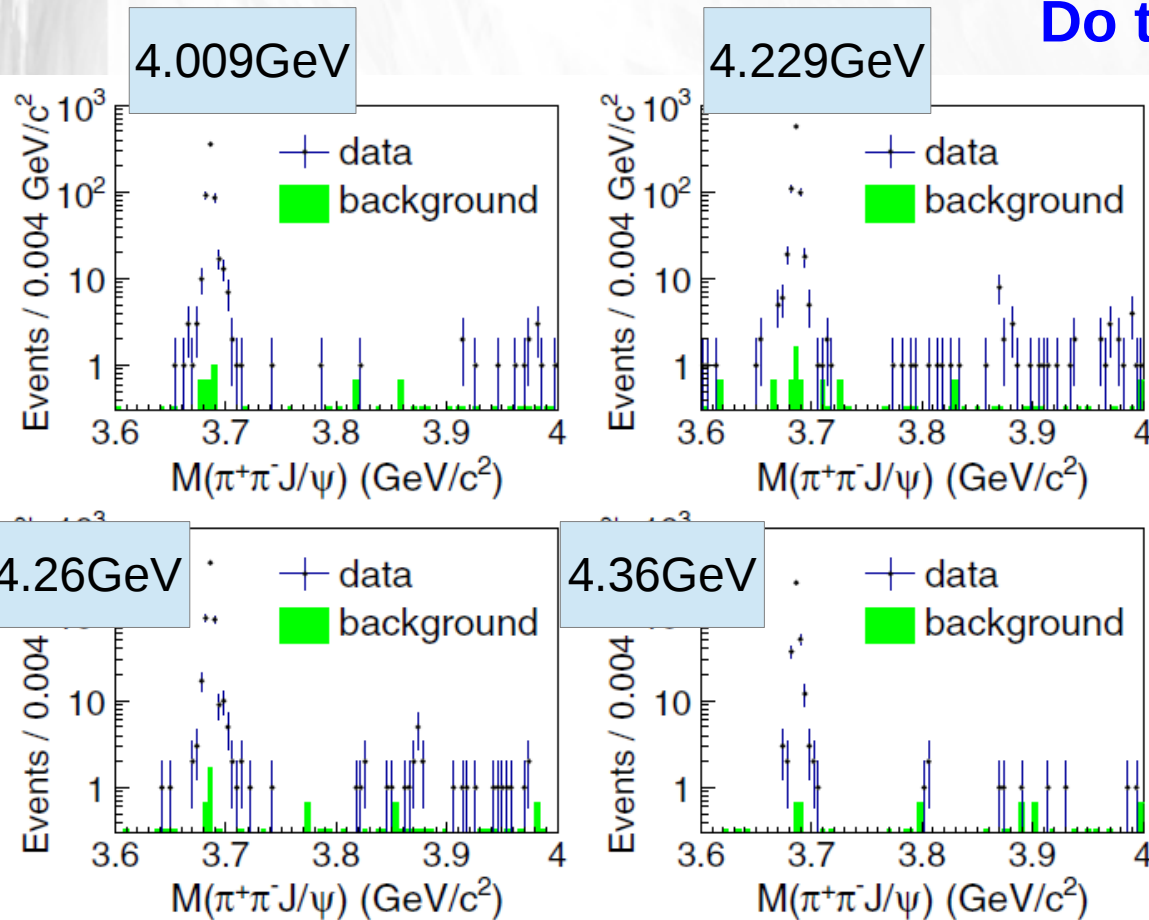 Do t
4.009GeV
4.229GeV
Events / 0.004 GeV/c²
10³
10²
10
1
data
background
3.6 3.7 3.8 3.9 4
M(π⁺π⁻J/ψ) (GeV/c²)
Events / 0.004 GeV/c²
10³
10²
10
1
data
background
3.6 3.7 3.8 3.9 4
M(π⁺π⁻J/ψ) (GeV/c²)
4.26GeV
4.36GeV
Events / 0.004
10
1
data
background
3.6 3.7 3.8 3.9 4
M(π⁺π⁻J/ψ) (GeV/c²)
Events / 0.004
10
1
data
background
3.6 3.7 3.8 3.9 4
M(π⁺π⁻J/ψ) (GeV/c²)